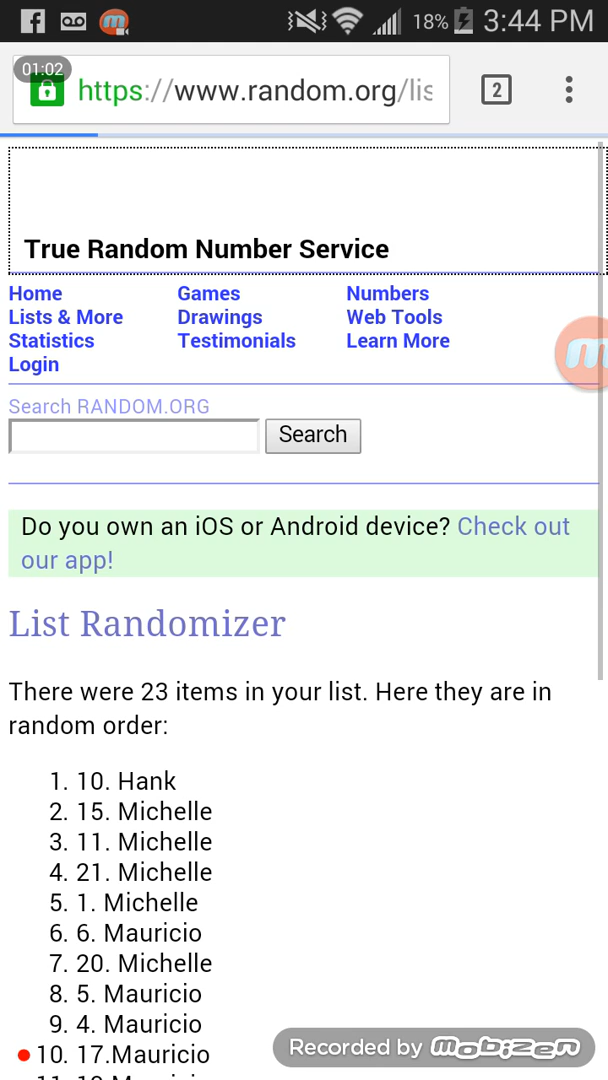 18% 3:44 PM
01:02
https://www.random.org/lis
2
True Random Number Service
Home Games Numbers
Lists & More Drawings Web Tools
Statistics Testimonials Learn More
Login
Search RANDOM.ORG
Search
Do you own an iOS or Android device? Check out
our app!
List Randomizer
There were 23 items in your list. Here they are in
random order:
1. 10. Hank
2. 15. Michelle
3. 11. Michelle
4. 21. Michelle
5. 1. Michelle
6. 6. Mauricio
7. 20. Michelle
8. 5. Mauricio
9. 4. Mauricio
10. 17.Mauricio
Recorded by mobizen